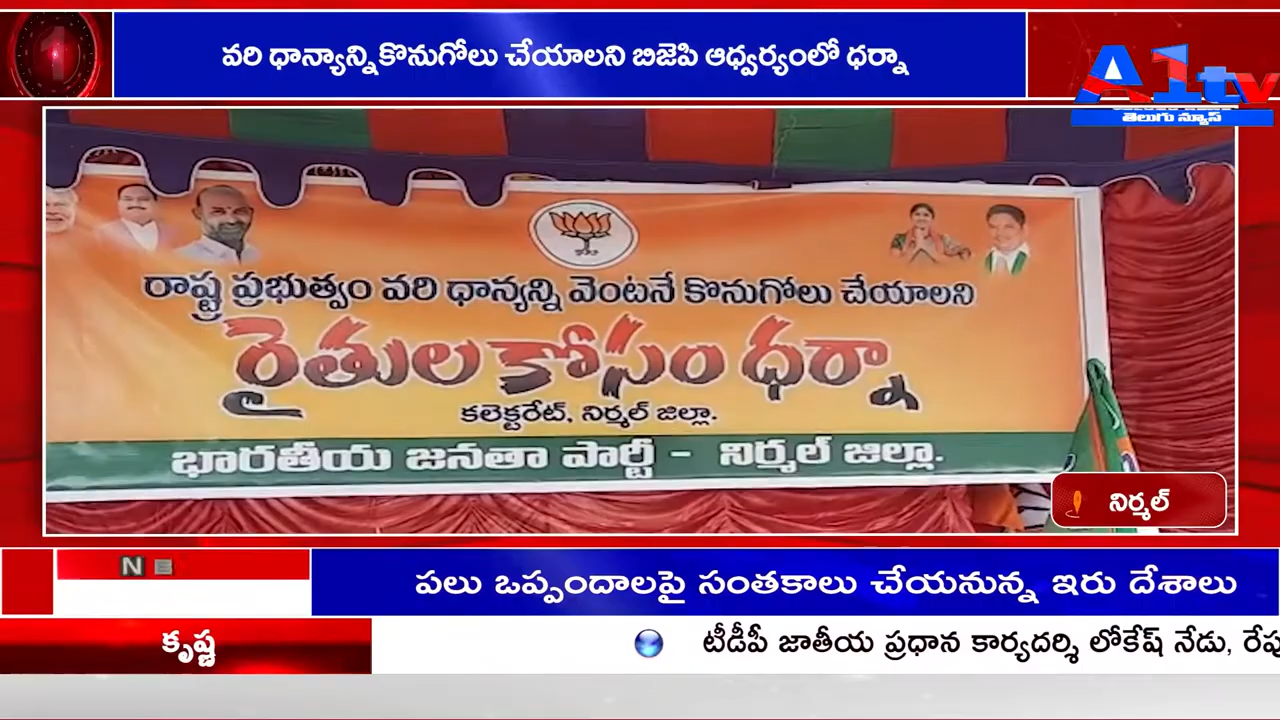 వరి ధాన్యాన్ని కొనుగోలు చేయాలని బిజెపి ఆధ్వర్యంలో ధర్నా
A1tv
తెలుగు న్యూస్
రాష్ట్ర ప్రభుత్వం వరి ధాన్యన్ని వెంటనే కొనుగోలు చేయాలని
రైతుల కోసం ధర్నా
కలెక్టరేట్, నిర్మల్ జిల్లా.
భారతీయ జనతా పార్టీ - నిర్మల్ జిల్లా.
నిర్మల్
NE
పలు ఒప్పందాలపై సంతకాలు చేయనున్న ఇరు దేశాలు
కృష్ణ
టీడీపీ జాతీయ ప్రధాన కార్యదర్శి లోకేష్ నేడు,